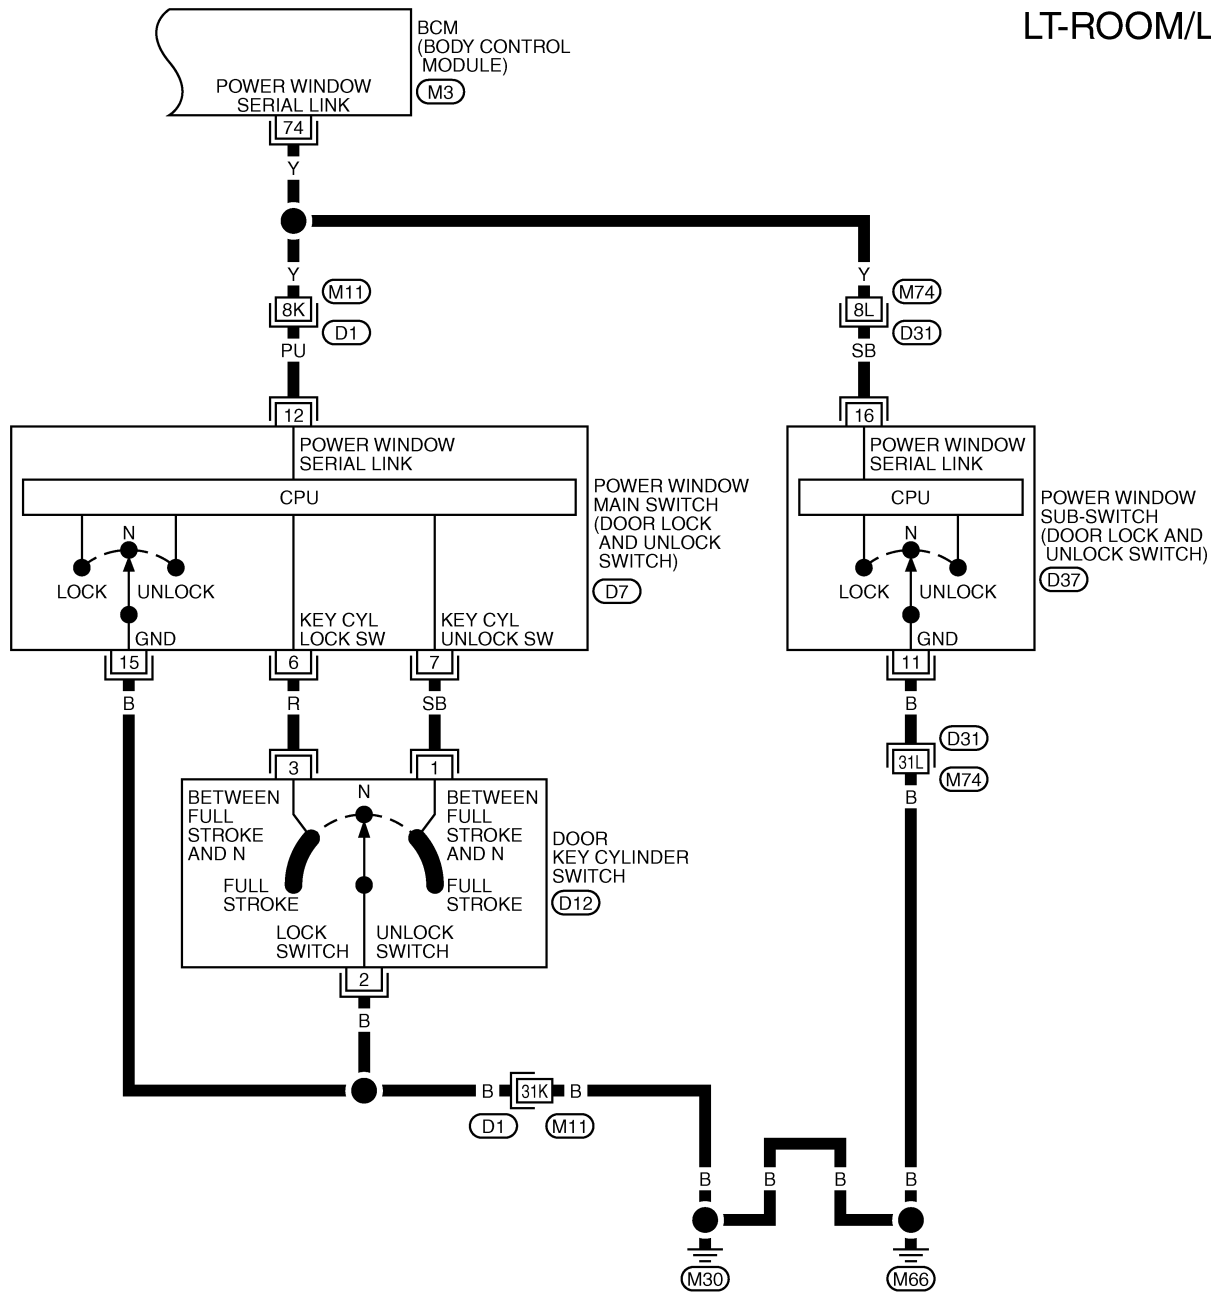 LT-ROOM/L
BCM
(BODY CONTROL
MODULE)
M3
POWER WINDOW
SERIAL LINK
74
Y
Y
Y
M11
8K
D1
PU
M74
8L
D31
SB
12
16
POWER WINDOW
SERIAL LINK
CPU
N
LOCK
UNLOCK
GND
KEY CYL
LOCK SW
KEY CYL
UNLOCK SW
POWER WINDOW
MAIN SWITCH
(DOOR LOCK
AND UNLOCK
SWITCH)
D7
POWER WINDOW
SERIAL LINK
CPU
N
LOCK
UNLOCK
GND
POWER WINDOW
SUB-SWITCH
(DOOR LOCK AND
UNLOCK SWITCH)
D37
15
6
7
11
B
R
SB
B
D31
31L
M74
B
3
1
BETWEEN
FULL
STROKE
AND N
N
BETWEEN
FULL
STROKE
AND N
FULL
STROKE
FULL
STROKE
LOCK
SWITCH
UNLOCK
SWITCH
DOOR
KEY CYLINDER
SWITCH
D12
2
B
B
31K
B
D1
M11
B
B
B
B
M30
M66